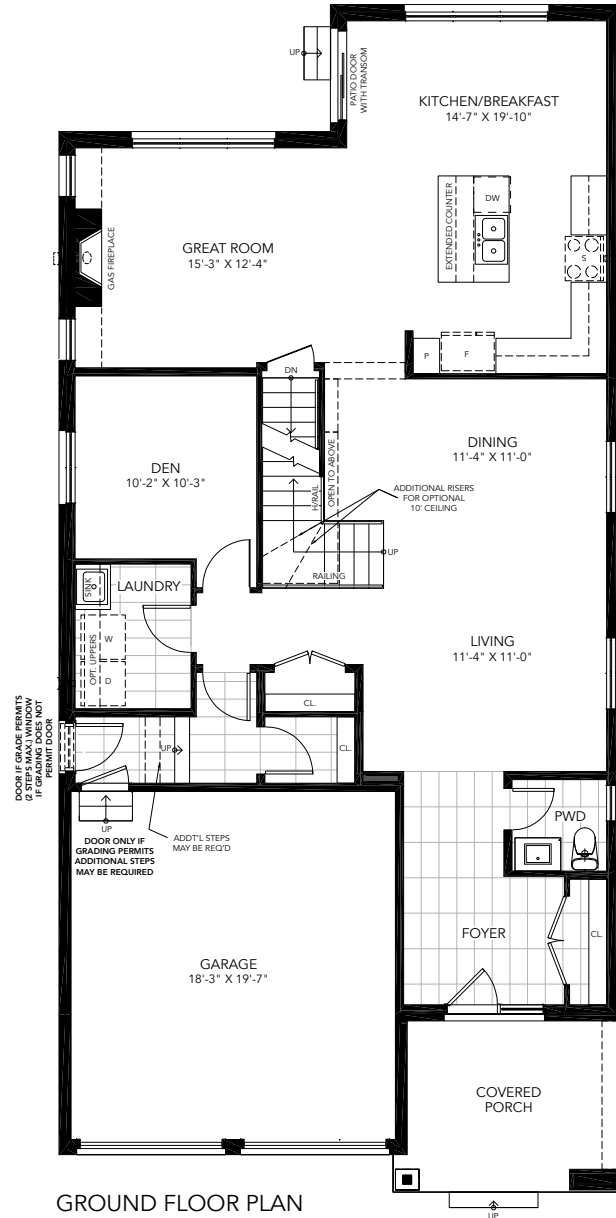 UP
PATIO DOOR
WITH TRANSOM
KITCHEN/BREAKFAST
14'-7" X 19'-10"
EXTENDED COUNTER
DW
S
GAS FIREPLACE
GREAT ROOM
15'-3" X 12'-4"
P
F
DN
DEN
10'-2" X 10'-3"
H/RAIL
OPEN TO ABOVE
DINING
11'-4" X 11'-0"
ADDITIONAL RISERS
FOR OPTIONAL
10' CEILING
UP
RAILING
SINK
LAUNDRY
OPT. UPPERS
W
D
LIVING
11'-4" X 11'-0"
CL.
DOOR IF GRADE PERMITS
(2 STEPS MAX.) WINDOW
IF GRADING DOES NOT
PERMIT DOOR
UP
CL.
UP
DOOR ONLY IF
GRADING PERMITS
ADDITIONAL STEPS
MAY BE REQUIRED
ADDT'L STEPS
MAY BE REQ'D
PWD
FOYER
CL.
GARAGE
18'-3" X 19'-7"
COVERED
PORCH
UP
GROUND FLOOR PLAN